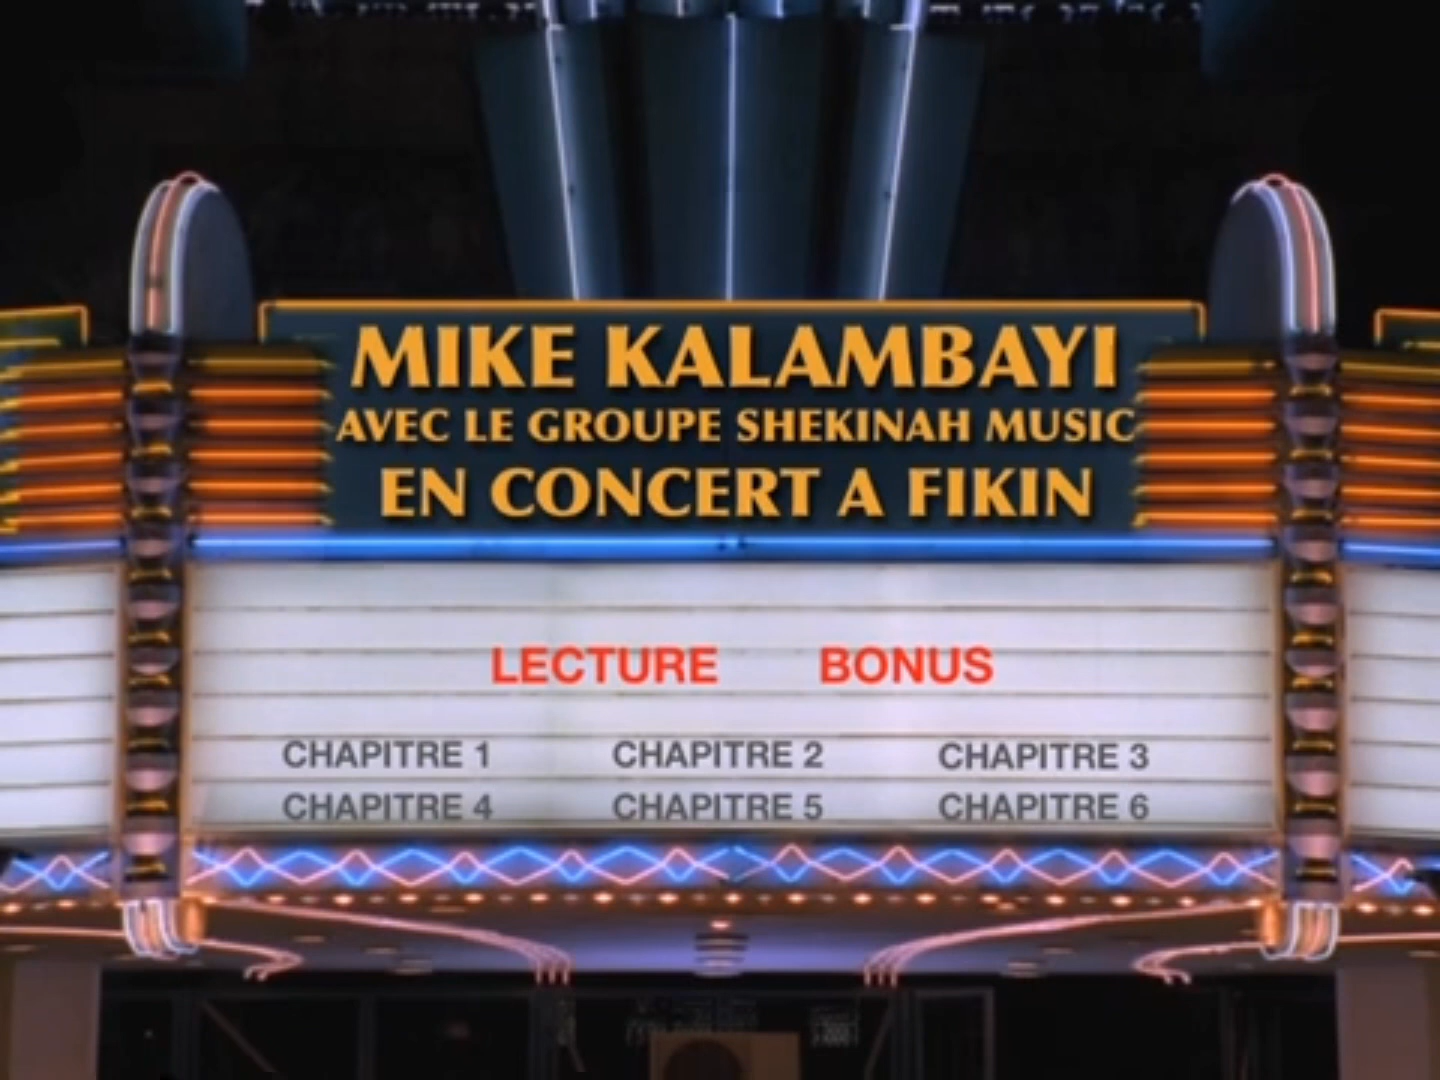 MIKE KALAMBAYI
AVEC LE GROUPE SHEKINAH MUSIC
EN CONCERT A FIKIN
LECTURE BONUS
CHAPITRE 1 CHAPITRE 2 CHAPITRE 3
CHAPITRE 4 CHAPITRE 5 CHAPITRE 6